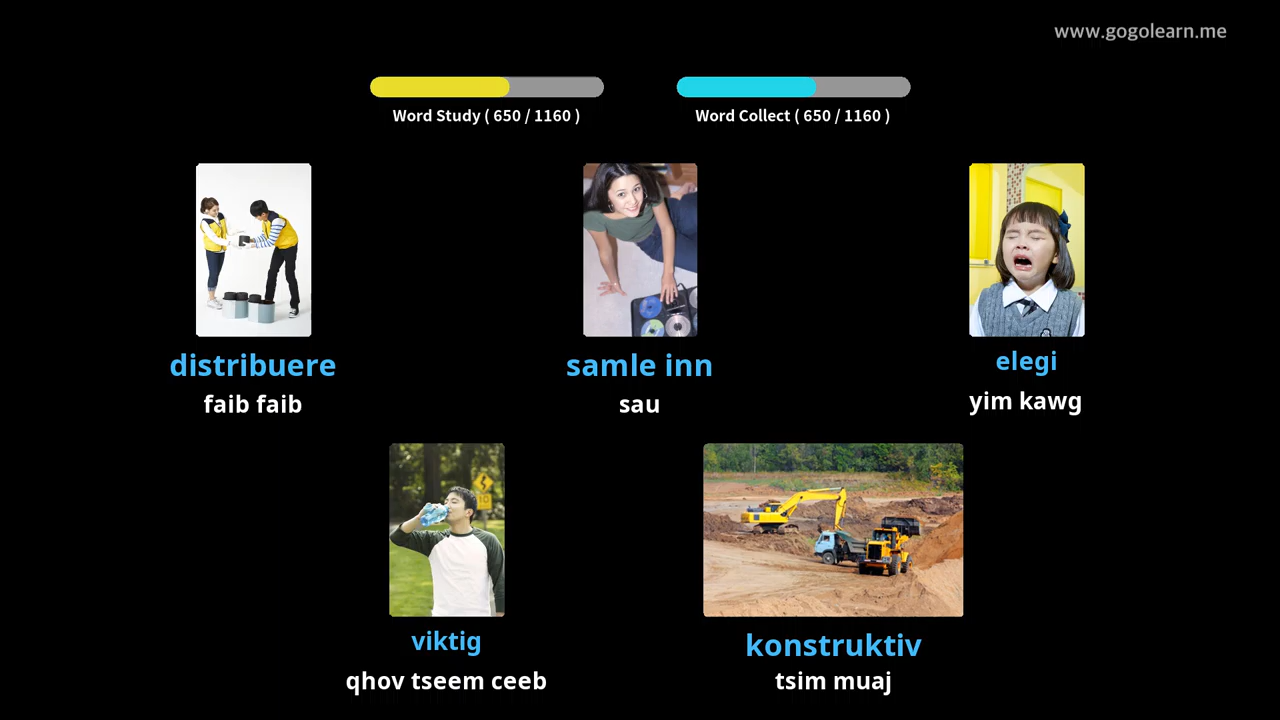 www.gogolearn.me
Word Study ( 650 / 1160 )
Word Collect ( 650 / 1160 )
distribuere
faib faib
samle inn
sau
elegi
yim kawg
viktig
qhov tseem ceeb
konstruktiv
tsim muaj